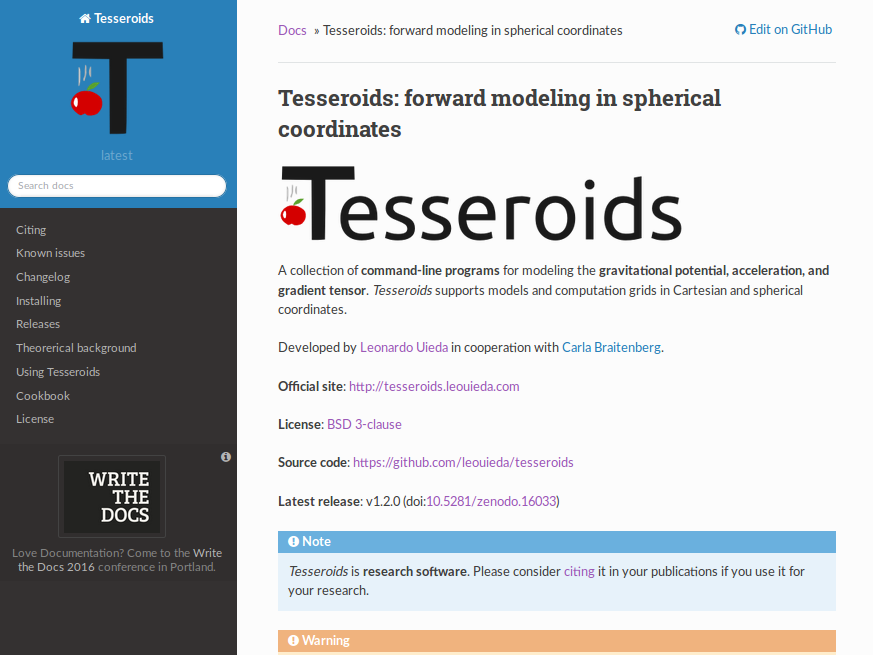 Tesseroids
T
latest
Search docs
Citing
Known issues
Changelog
Installing
Releases
Theorerical background
Using Tesseroids
Cookbook
License
WRITE
THE
DOCS
Love Documentation? Come to the Write
the Docs 2016 conference in Portland.
Docs » Tesseroids: forward modeling in spherical coordinates
Edit on GitHub
Tesseroids: forward modeling in spherical
coordinates
Tesseroids
A collection of command-line programs for modeling the gravitational potential, acceleration, and
gradient tensor. Tesseroids supports models and computation grids in Cartesian and spherical
coordinates.
Developed by Leonardo Uieda in cooperation with Carla Braitenberg.
Official site: http://tesseroids.leouieda.com
License: BSD 3-clause
Source code: https://github.com/leouieda/tesseroids
Latest release: v1.2.0 (doi:10.5281/zenodo.16033)
Note
Tesseroids is research software. Please consider citing it in your publications if you use it for
your research.
Warning